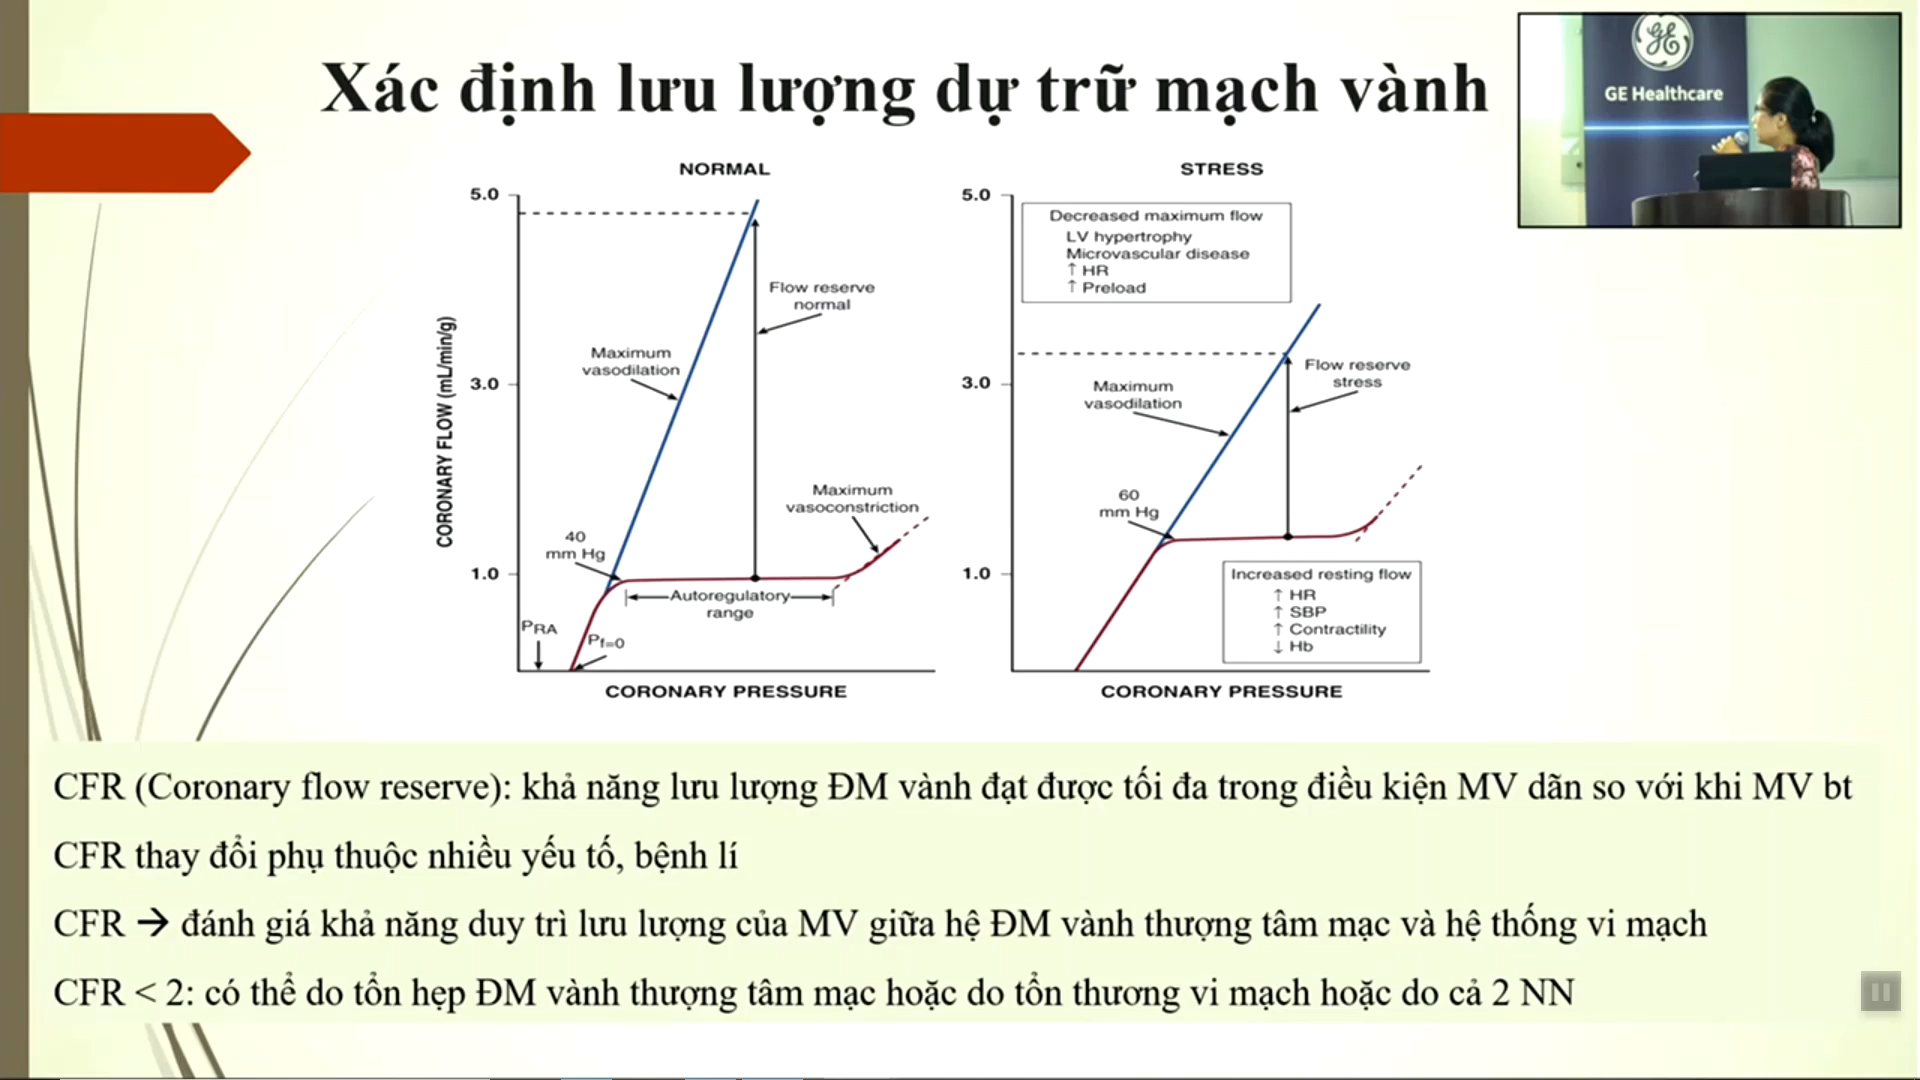 Xác định lưu lượng dự trữ mạch vành
GE Healthcare
NORMAL
5.0
3.0
1.0
CORONARY FLOW (mL/min/g)
Flow reserve
normal
Maximum
vasodilation
Maximum
vasoconstriction
40
mm Hg
Autoregulatory
range
PRA
Pf=0
CORONARY PRESSURE
STRESS
5.0
3.0
1.0
Decreased maximum flow
LV hypertrophy
Microvascular disease
↑ HR
↑ Preload
Flow reserve
stress
Maximum
vasodilation
60
mm Hg
Increased resting flow
↑ HR
↑ SBP
↑ Contractility
↓ Hb
CORONARY PRESSURE
CFR (Coronary flow reserve): khả năng lưu lượng ĐM vành đạt được tối đa trong điều kiện MV dãn so với khi MV bt
CFR thay đổi phụ thuộc nhiều yếu tố, bệnh lí
CFR → đánh giá khả năng duy trì lưu lượng của MV giữa hệ ĐM vành thượng tâm mạc và hệ thống vi mạch
CFR < 2: có thể do tổn hẹp ĐM vành thượng tâm mạc hoặc do tổn thương vi mạch hoặc do cả 2 NN